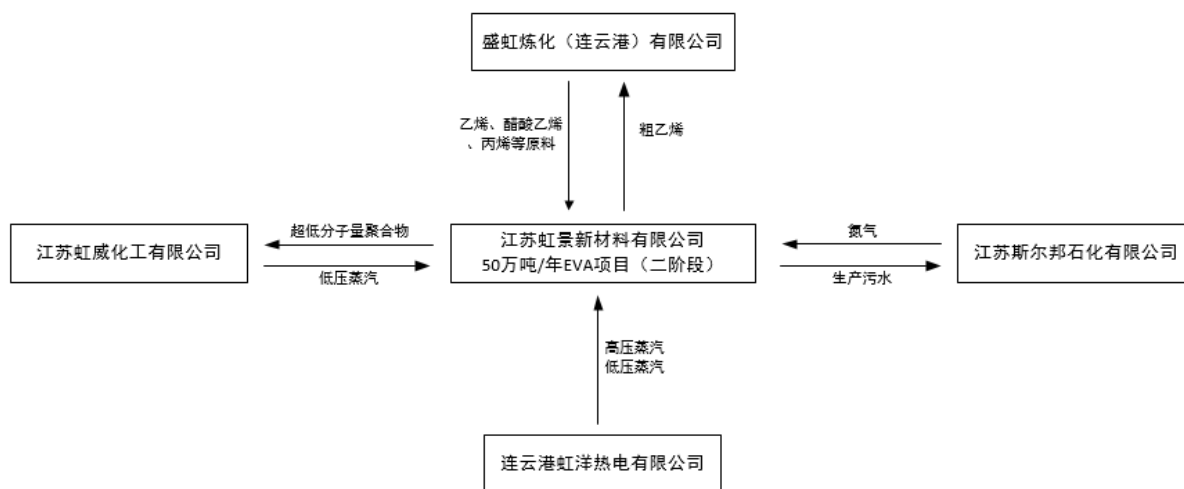 盛虹炼化（连云港）有限公司
乙烯、醋酸乙烯
、丙烯等原料
粗乙烯
江苏虹威化工有限公司
超低分子量聚合物
低压蒸汽
江苏虹景新材料有限公司
50万吨/年EVA项目（二阶段）
氮气
生产污水
江苏斯尔邦石化有限公司
高压蒸汽
低压蒸汽
连云港虹洋热电有限公司